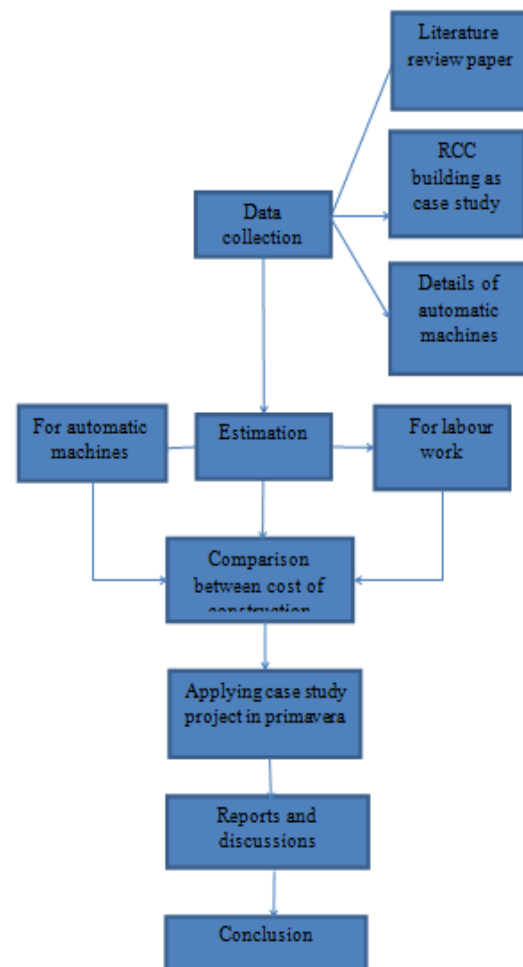 Literature
review paper
RCC
building as
case study
Data
collection
Details of
automatic
machines
For automatic
machines
Estimation
For labour
work
Comparison
between cost of
construction
Applying case study
project in primavera
Reports and
discussions
Conclusion